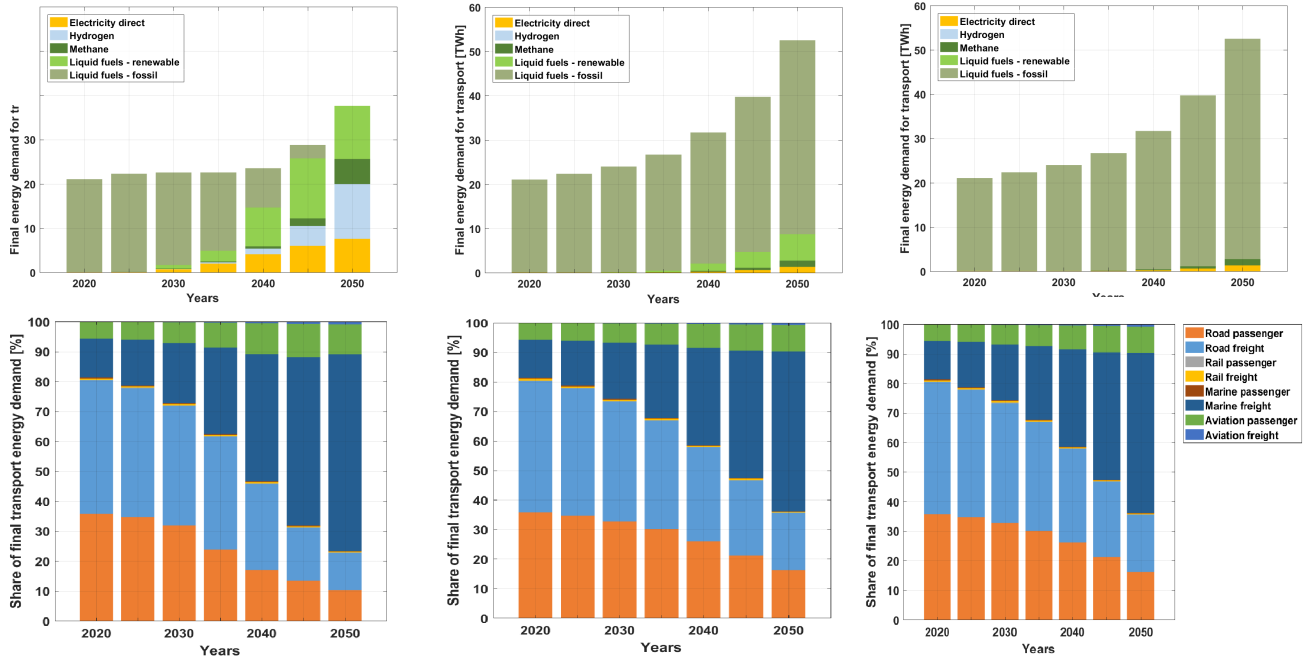 Final energy demand for tr
30
20
10
0
2020
2030
2040
2050
Years
Electricity direct
Hydrogen
Methane
Liquid fuels - renewable
Liquid fuels - fossil
Final energy demand for transport [TWh]
60
50
40
30
20
10
0
2020
2030
2040
2050
Years
Electricity direct
Hydrogen
Methane
Liquid fuels - renewable
Liquid fuels - fossil
Final energy demand for transport [TWh]
60
50
40
30
20
10
0
2020
2030
2040
2050
Years
Electricity direct
Hydrogen
Methane
Liquid fuels - renewable
Liquid fuels - fossil
Share of final transport energy demand [%]
100
90
80
70
60
50
40
30
20
10
0
2020
2030
2040
2050
Years
Share of final transport energy demand [%]
100
90
80
70
60
50
40
30
20
10
0
2020
2030
2040
2050
Years
Share of final transport energy demand [%]
100
90
80
70
60
50
40
30
20
10
0
2020
2030
2040
2050
Years
Road passenger
Road freight
Rail passenger
Rail freight
Marine passenger
Marine freight
Aviation passenger
Aviation freight